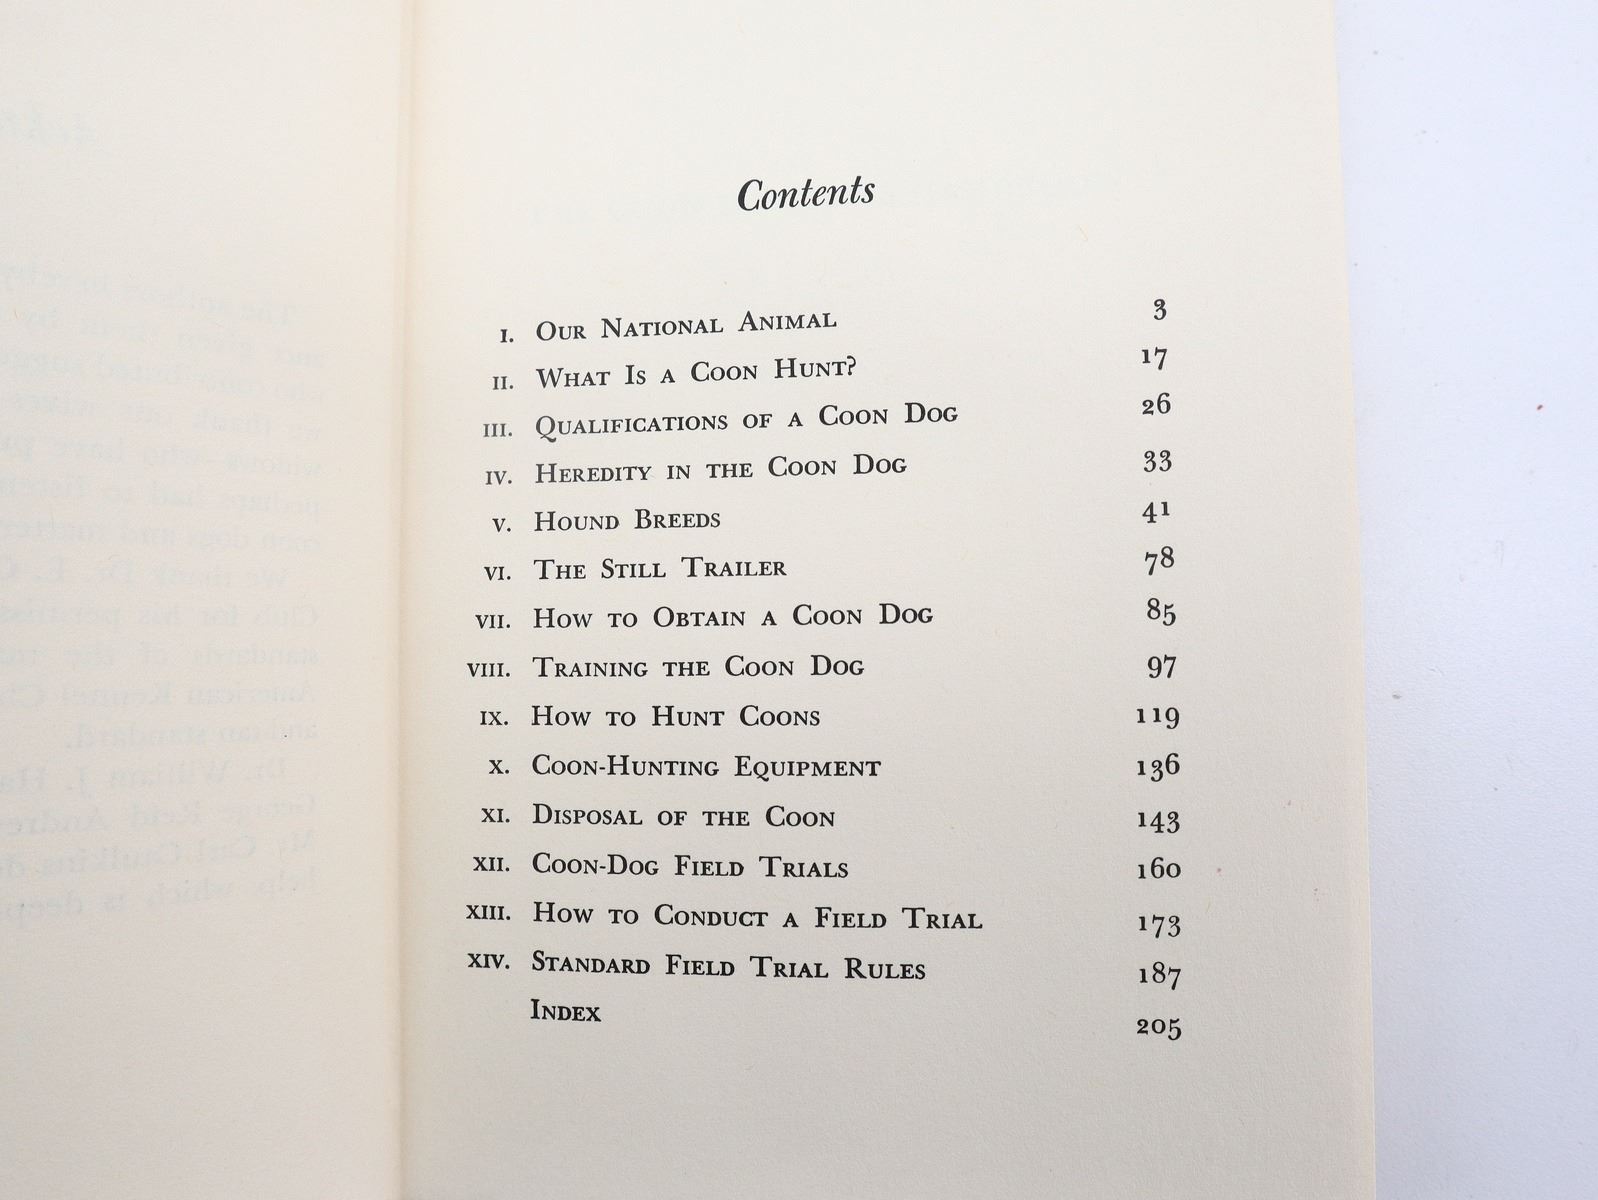 Contents
I. OUR NATIONAL ANIMAL 3
II. WHAT IS A COON HUNT? 17
III. QUALIFICATIONS OF A COON DOG 26
IV. HEREDITY IN THE COON DOG 33
V. HOUND BREEDS 41
VI. THE STILL TRAILER 78
VII. HOW TO OBTAIN A COON DOG 85
VIII. TRAINING THE COON DOG 97
IX. HOW TO HUNT COONS 119
X. COON-HUNTING EQUIPMENT 136
XI. DISPOSAL OF THE COON 143
XII. COON-DOG FIELD TRIALS 160
XIII. HOW TO CONDUCT A FIELD TRIAL 173
XIV. STANDARD FIELD TRIAL RULES 187
INDEX 205